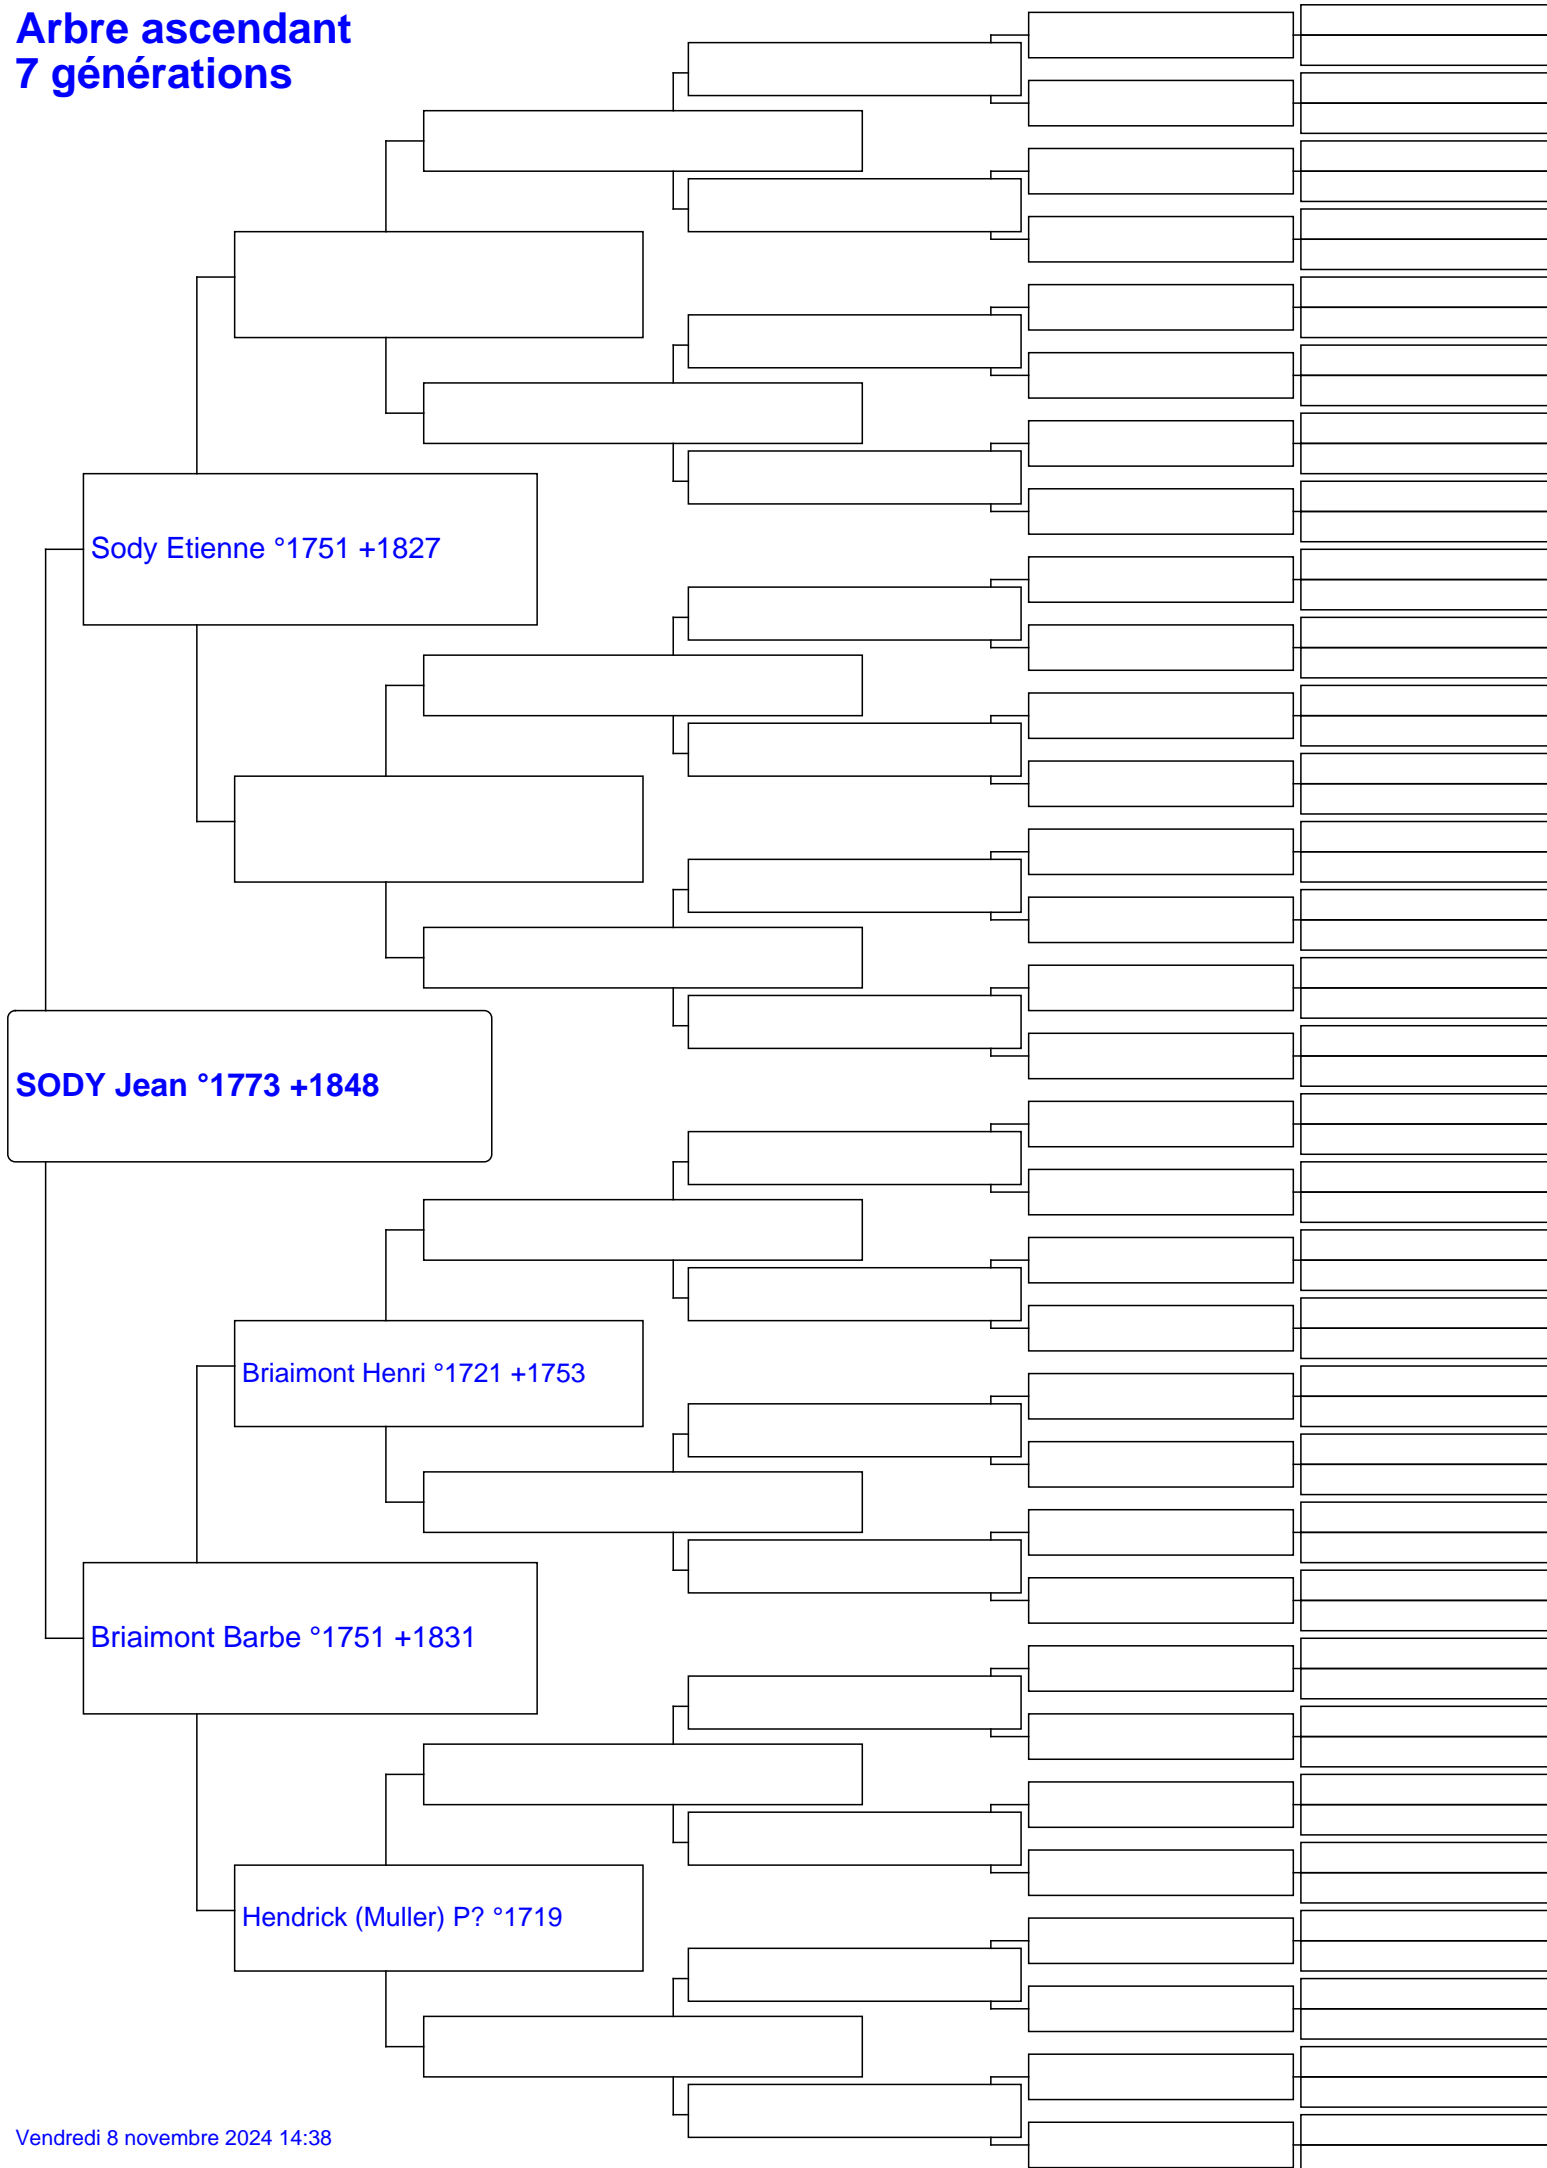 Arbre ascendant
7 générations
Sody Etienne °1751 +1827
SODY Jean °1773 +1848
Briaimont Henri °1721 +1753
Briaimont Barbe °1751 +1831
Hendrick (Muller) P? °1719
Vendredi 8 novembre 2024 14:38